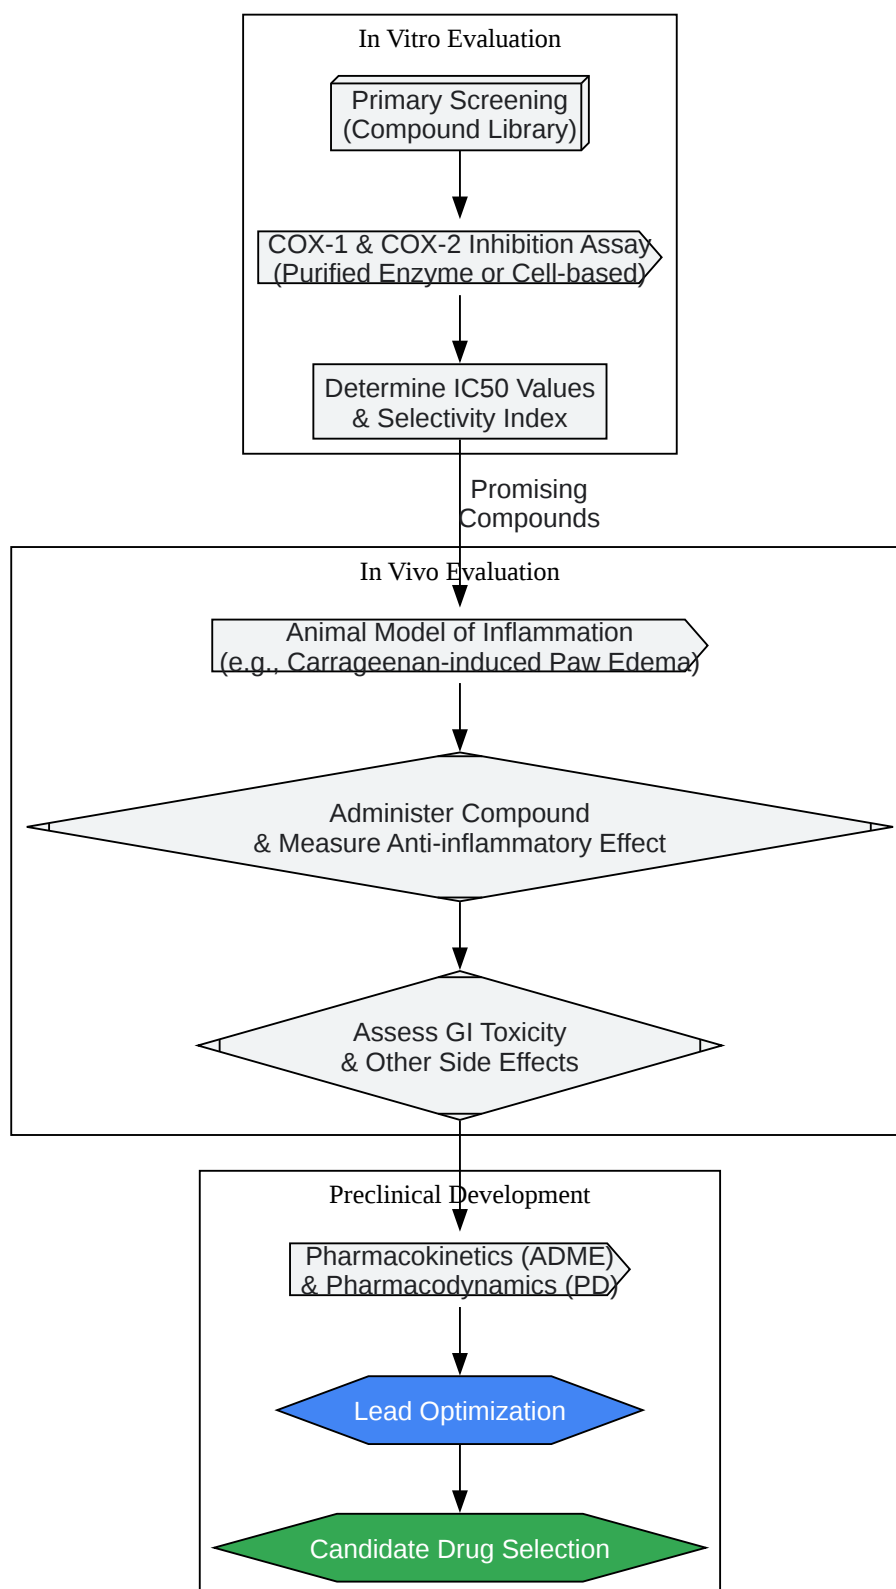 In Vitro Evaluation
Primary Screening
(Compound Library)
COX-1 & COX-2 Inhibition Assay
(Purified Enzyme or Cell-based)
Determine IC50 Values
& Selectivity Index
Promising
Compounds
In Vivo Evaluation
Animal Model of Inflammation
(e.g., Carrageenan-induced Paw Edema)
Administer Compound
& Measure Anti-inflammatory Effect
Assess GI Toxicity
& Other Side Effects
Preclinical Development
Pharmacokinetics (ADME)
& Pharmacodynamics (PD)
Lead Optimization
Candidate Drug Selection